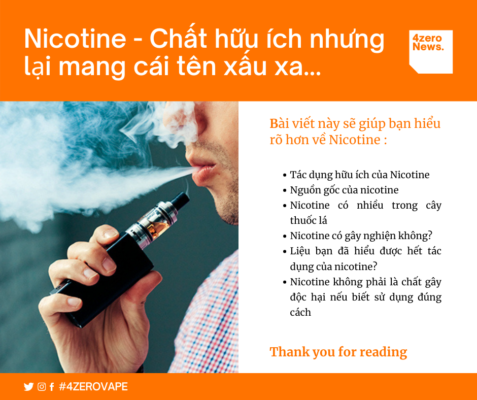 Nicotine - Chất hữu ích nhưng
lại mang cái tên xấu xa...
4zero
News.
Bài viết này sẽ giúp bạn hiểu
rõ hơn về Nicotine :
• Tác dụng hữu ích của Nicotine
• Nguồn gốc của nicotine
• Nicotine có nhiều trong cây
thuốc lá
• Nicotine có gây nghiện không?
• Liệu bạn đã hiểu được hết tác
dụng của nicotine?
• Nicotine không phải là chất gây
độc hại nếu biết sử dụng đúng
cách
Thank you for reading
#4ZEROVAPE